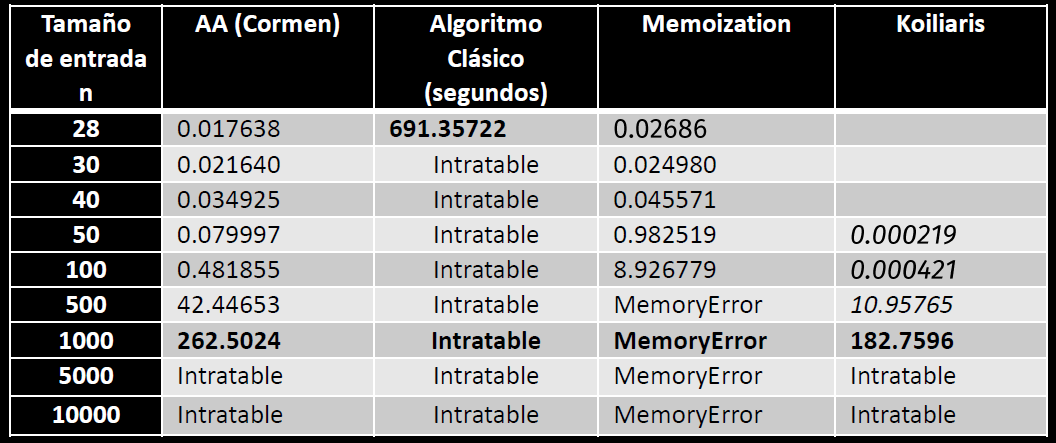 Tamaño de entrada n AA (Cormen) Algoritmo Clásico (segundos) Memoization Koiliaris
28 0.017638 691.35722 0.02686
30 0.021640 Intratable 0.024980
40 0.034925 Intratable 0.045571
50 0.079997 Intratable 0.982519 0.000219
100 0.481855 Intratable 8.926779 0.000421
500 42.44653 Intratable MemoryError 10.95765
1000 262.5024 Intratable MemoryError 182.7596
5000 Intratable Intratable MemoryError Intratable
10000 Intratable Intratable MemoryError Intratable